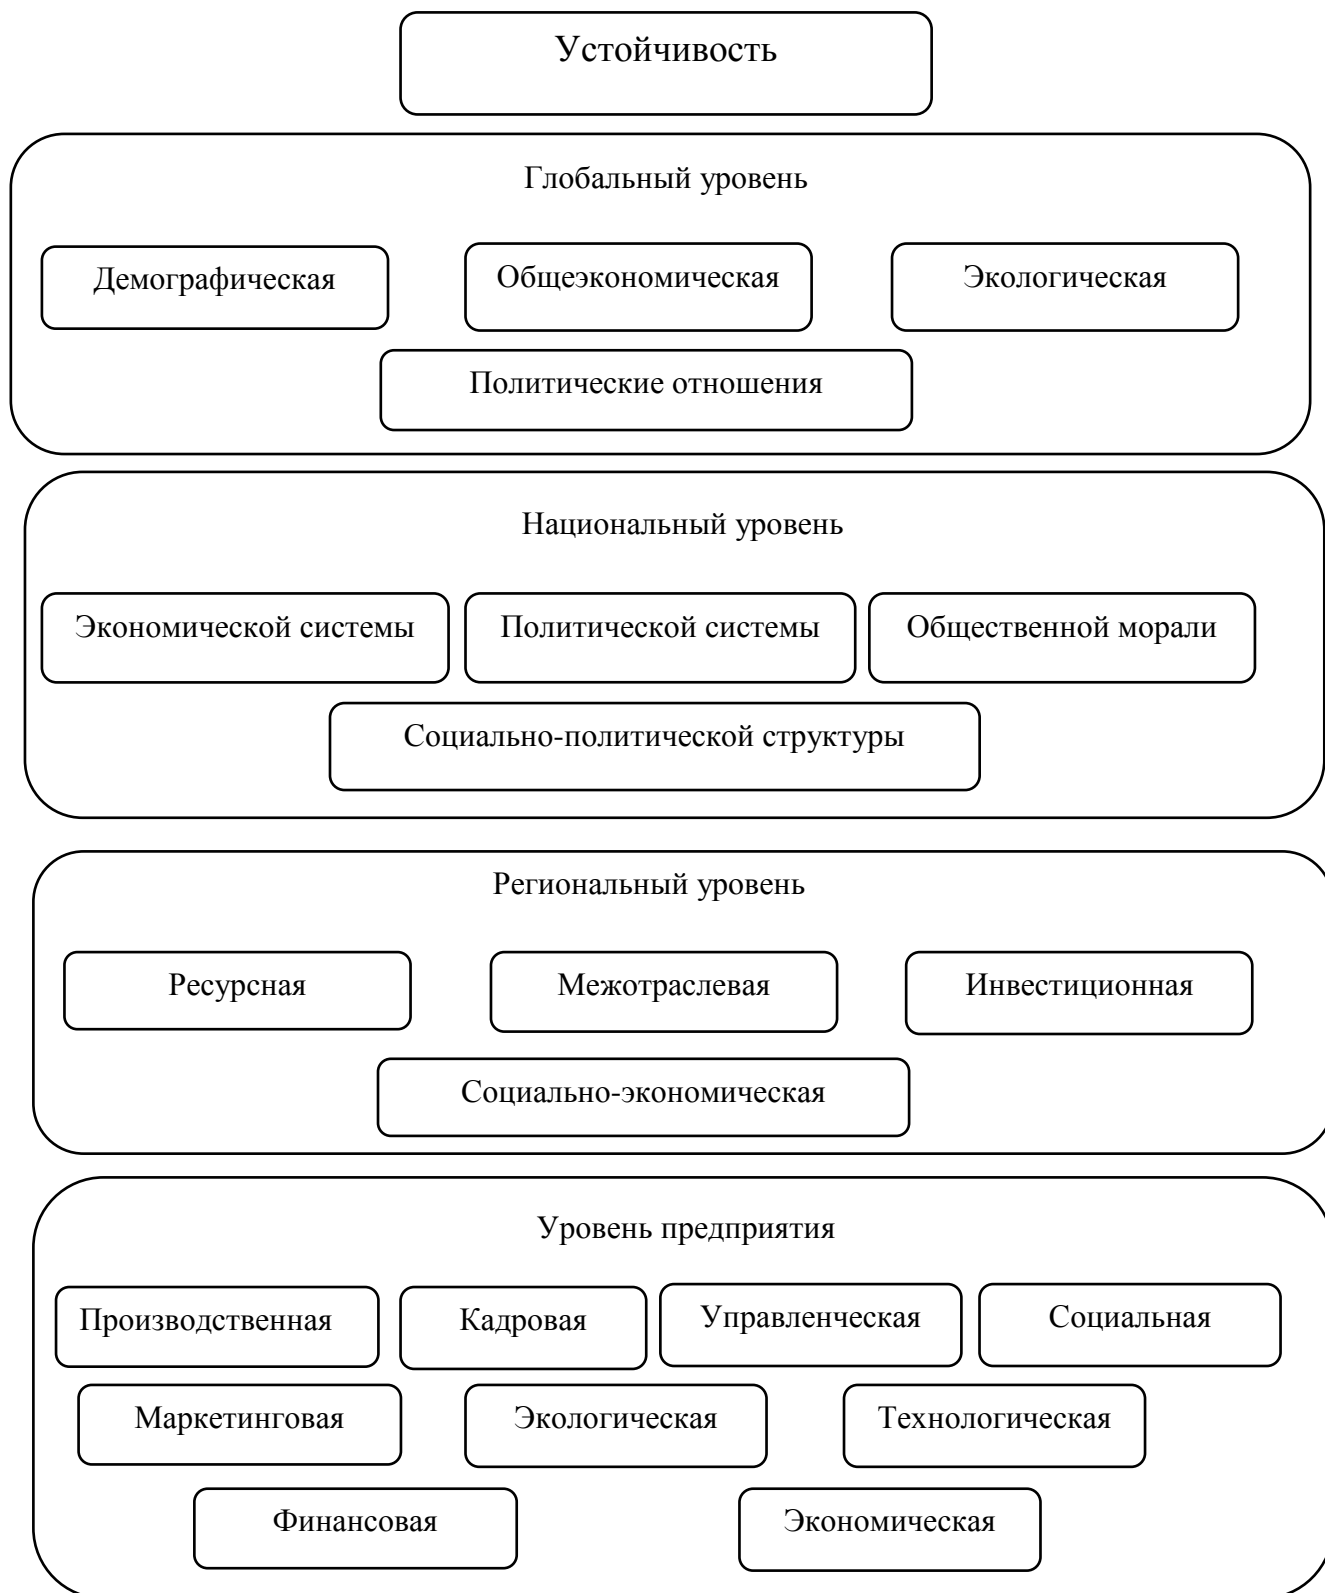 Устойчивость
Глобальный уровень
Демографическая
Общеэкономическая
Экологическая
Политические отношения
Национальный уровень
Экономической системы
Политической системы
Общественной морали
Социально-политической структуры
Региональный уровень
Ресурсная
Межотраслевая
Инвестиционная
Социально-экономическая
Уровень предприятия
Производственная
Кадровая
Управленческая
Социальная
Маркетинговая
Экологическая
Технологическая
Финансовая
Экономическая